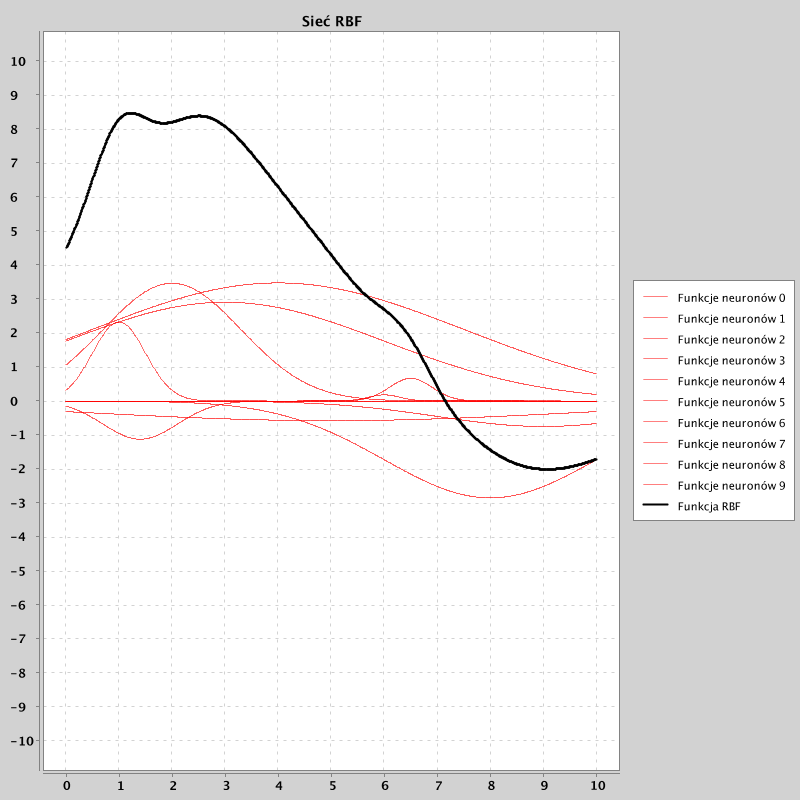 Sieć RBF
10
9
8
7
6
5
4
3
2
1
0
-1
-2
-3
-4
-5
-6
-7
-8
-9
-10
0 1 2 3 4 5 6 7 8 9 10
Funkcje neuronów 0
Funkcje neuronów 1
Funkcje neuronów 2
Funkcje neuronów 3
Funkcje neuronów 4
Funkcje neuronów 5
Funkcje neuronów 6
Funkcje neuronów 7
Funkcje neuronów 8
Funkcje neuronów 9
Funkcja RBF